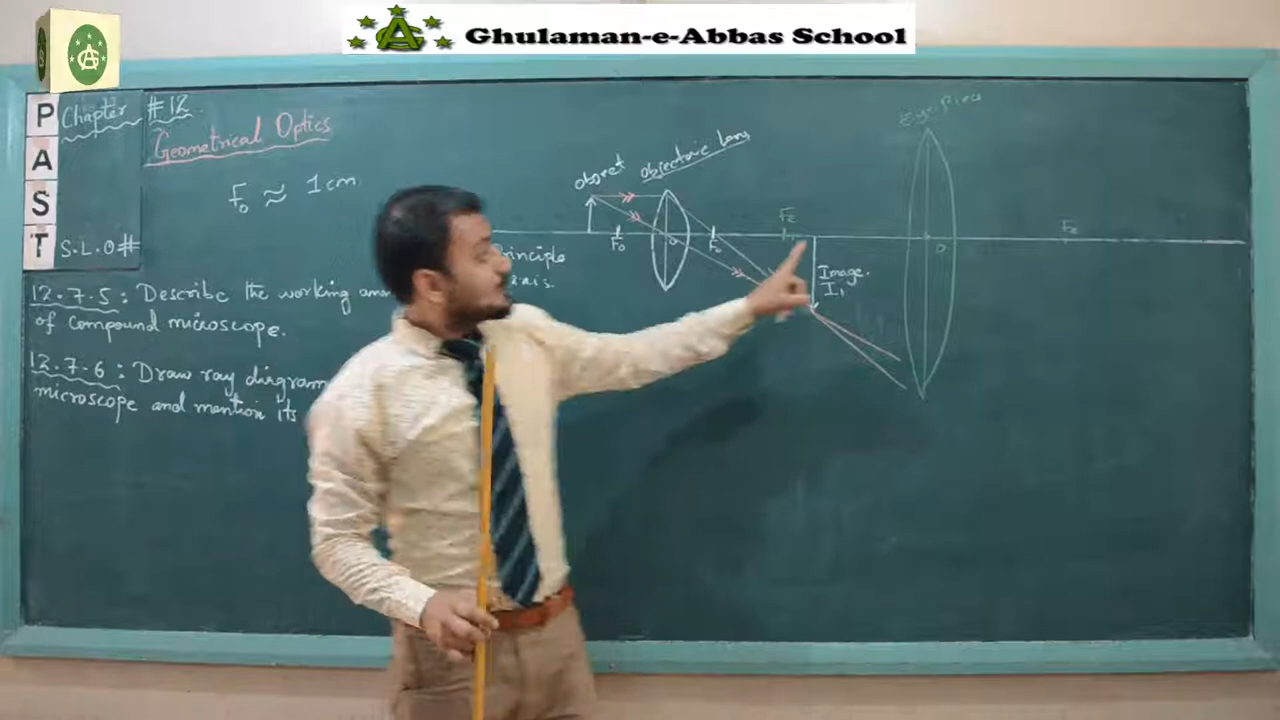 Ghulaman-e-Abbas School
P
A
S
T
Chapter #12
Geometrical Optics
F₀ ≈ 1cm
S.L.O#
12.7.5: Describe the working an
of compound microscope.
12.7.6: Draw ray diagram
microscope and mention its
Object
objective lens
Eye-Piece
F₀
O
F₀
Fe
O
Fe
Principle
axis.
Image.
I₁